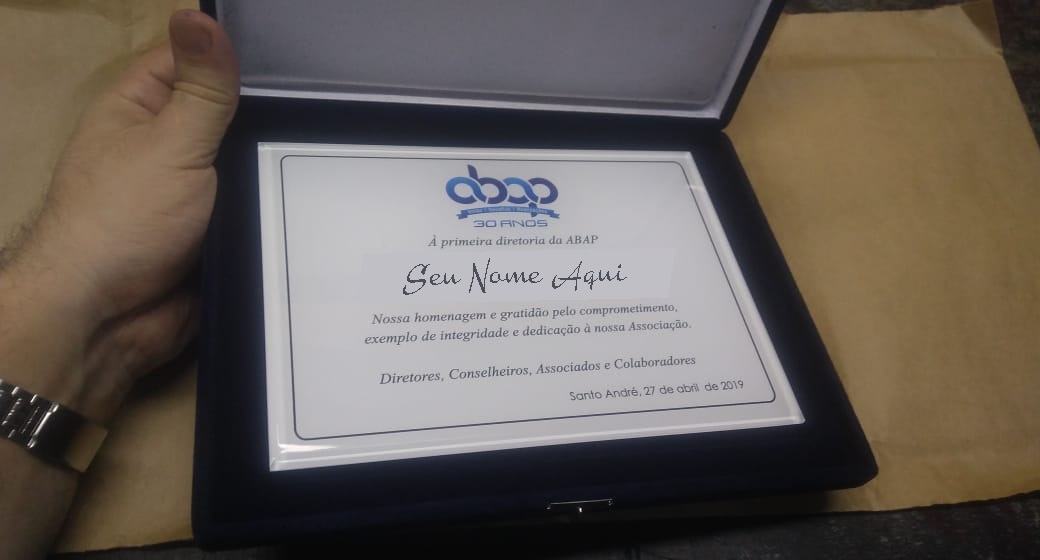 abap
30 ANOS
À primeira diretoria da ABAP
Seu Nome Aqui
Nossa homenagem e gratidão pelo comprometimento,
exemplo de integridade e dedicação à nossa Associação.
Diretores, Conselheiros, Associados e Colaboradores
Santo André, 27 de abril de 2019